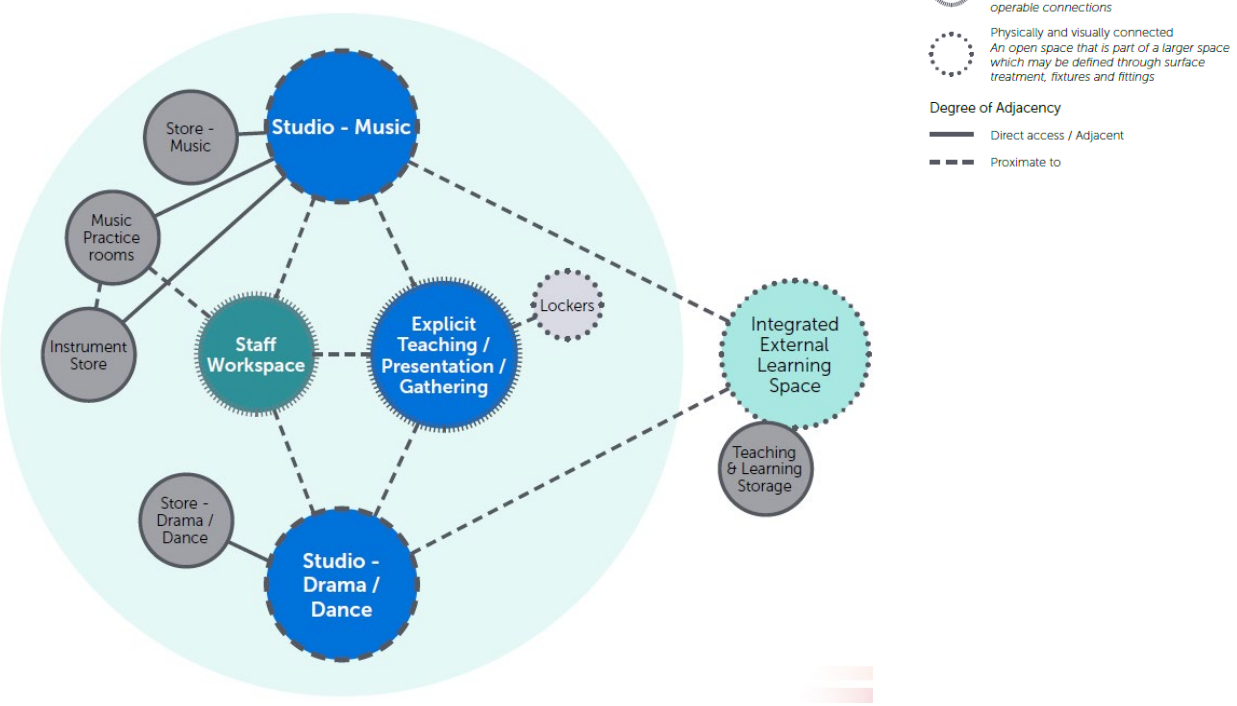 operable connections
Physically and visually connected
An open space that is part of a larger space
which may be defined through surface
treatment, fixtures and fittings
Degree of Adjacency
Direct access / Adjacent
Proximate to
Studio - Music
Store -
Music
Music
Practice
rooms
Instrument
Store
Staff
Workspace
Explicit
Teaching /
Presentation /
Gathering
Lockers
Integrated
External
Learning
Space
Teaching
& Learning
Storage
Store -
Drama /
Dance
Studio -
Drama /
Dance